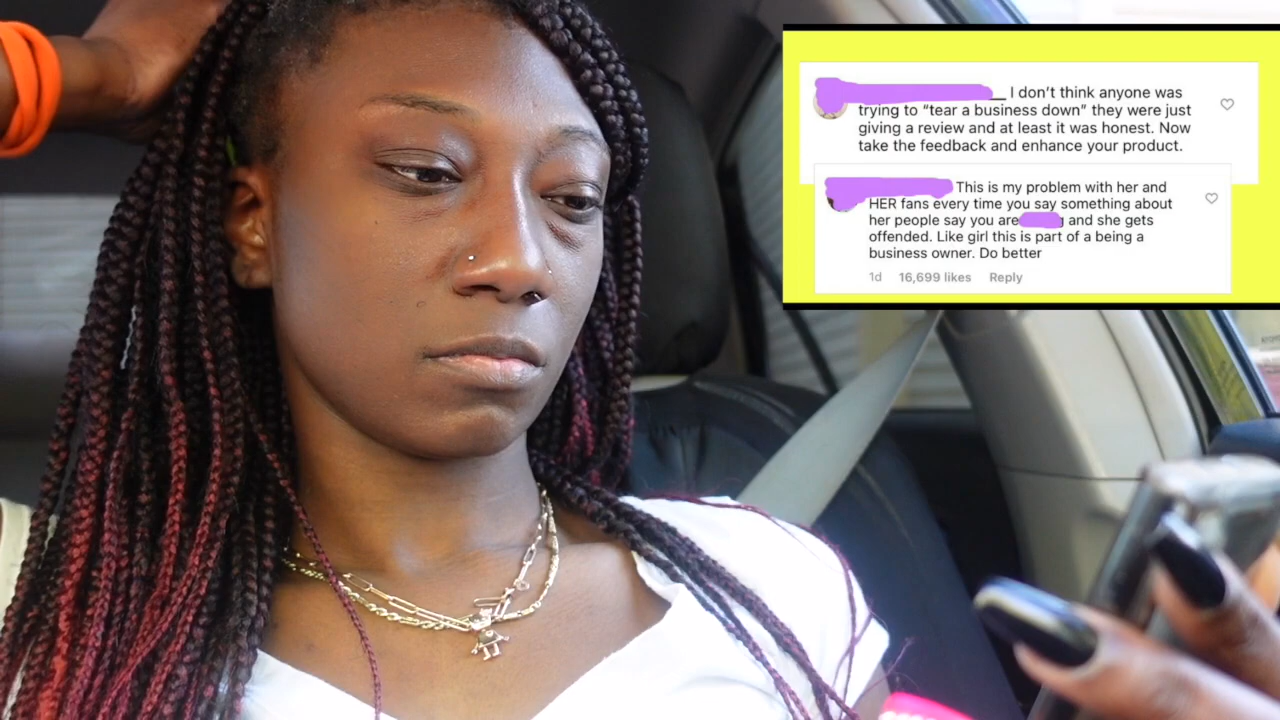 I don't think anyone was
trying to “tear a business down” they were just
giving a review and at least it was honest. Now
take the feedback and enhance your product.
This is my problem with her and
HER fans every time you say something about
her people say you are g and she gets
offended. Like girl this is part of a being a
business owner. Do better
1d 16,699 likes Reply